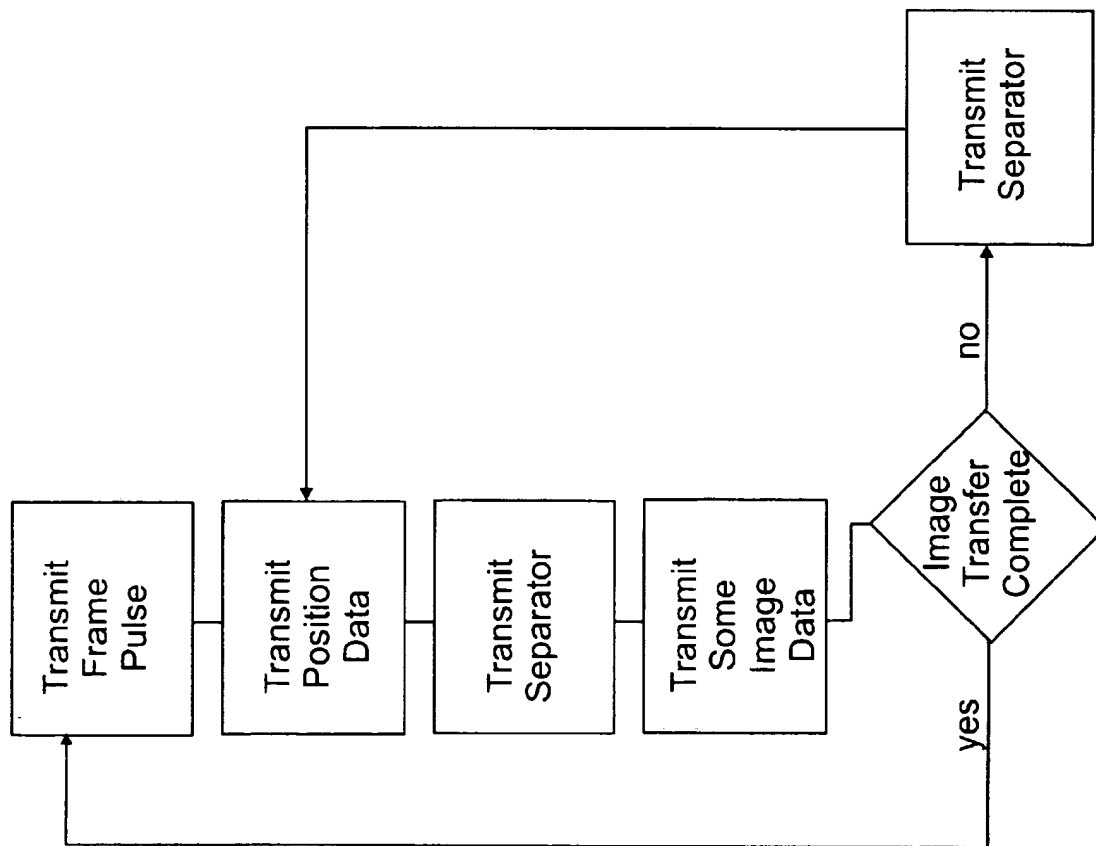 Transmit
Frame
Pulse
Transmit
Position
Data
Transmit
Separator
Transmit
Some
Image
Data
Image
Transfer
Complete
yes
no
Transmit
Separator